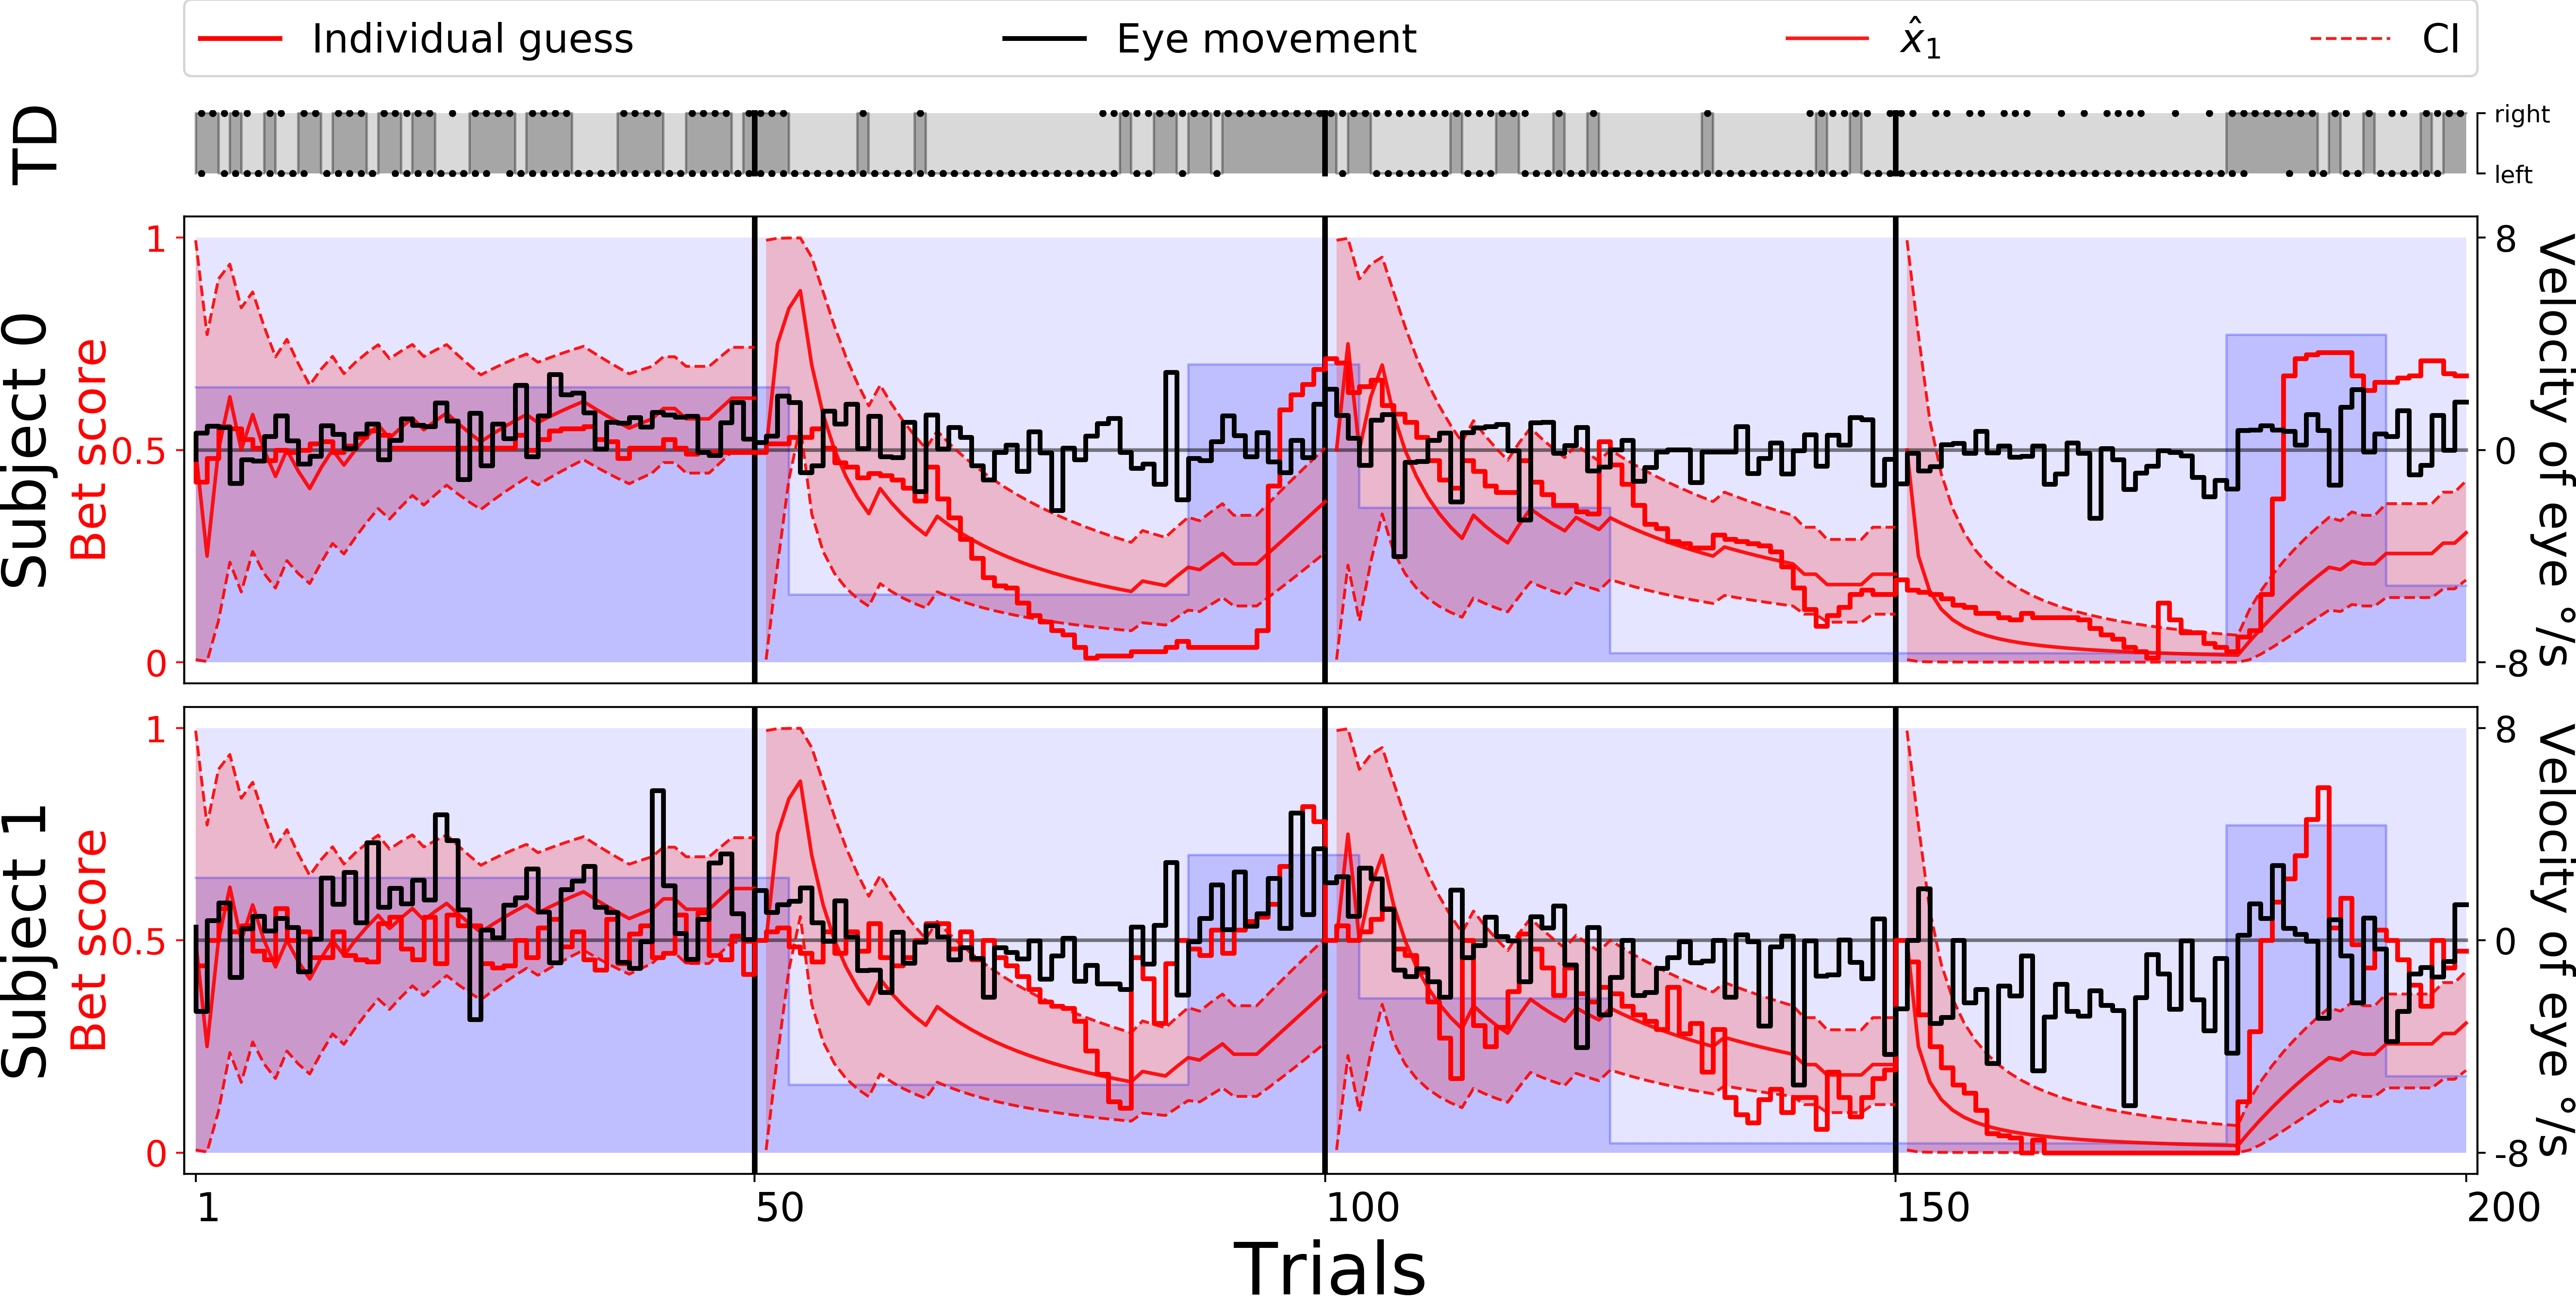 Individual guess Eye movement x̂₁ CI
TD
right
left
Subject 0
Bet score
1
0.5
0
8
0
-8
Velocity of eye °/s
Subject 1
Bet score
1
0.5
0
8
0
-8
Velocity of eye °/s
1 50 100 150 200
Trials